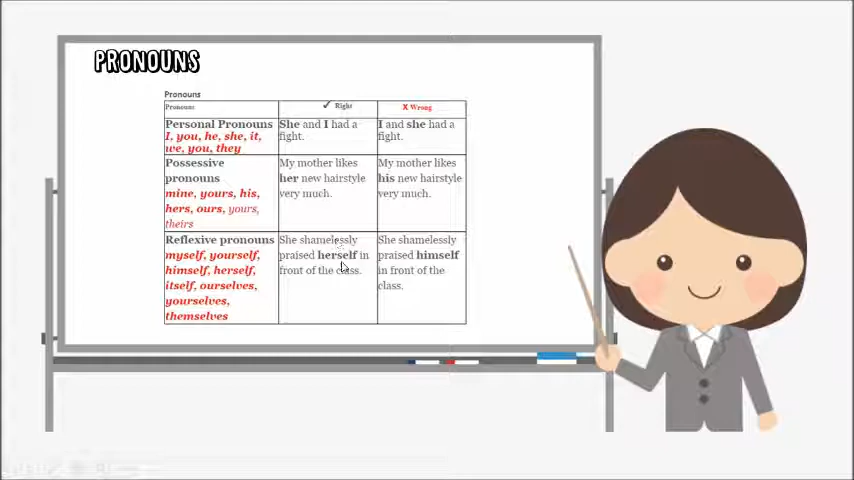 PRONOUNS
Pronouns
Pronouns
✓ Right
X Wrong
Personal Pronouns
I, you, he, she, it,
we, you, they
She and I had a
fight.
I and she had a
fight.
Possessive
pronouns
mine, yours, his,
hers, ours, yours,
theirs
My mother likes
her new hairstyle
very much.
My mother likes
his new hairstyle
very much.
Reflexive pronouns
myself, yourself,
himself, herself,
itself, ourselves,
yourselves,
themselves
She shamelessly
praised herself in
front of the class.
She shamelessly
praised himself
in front of the
class.